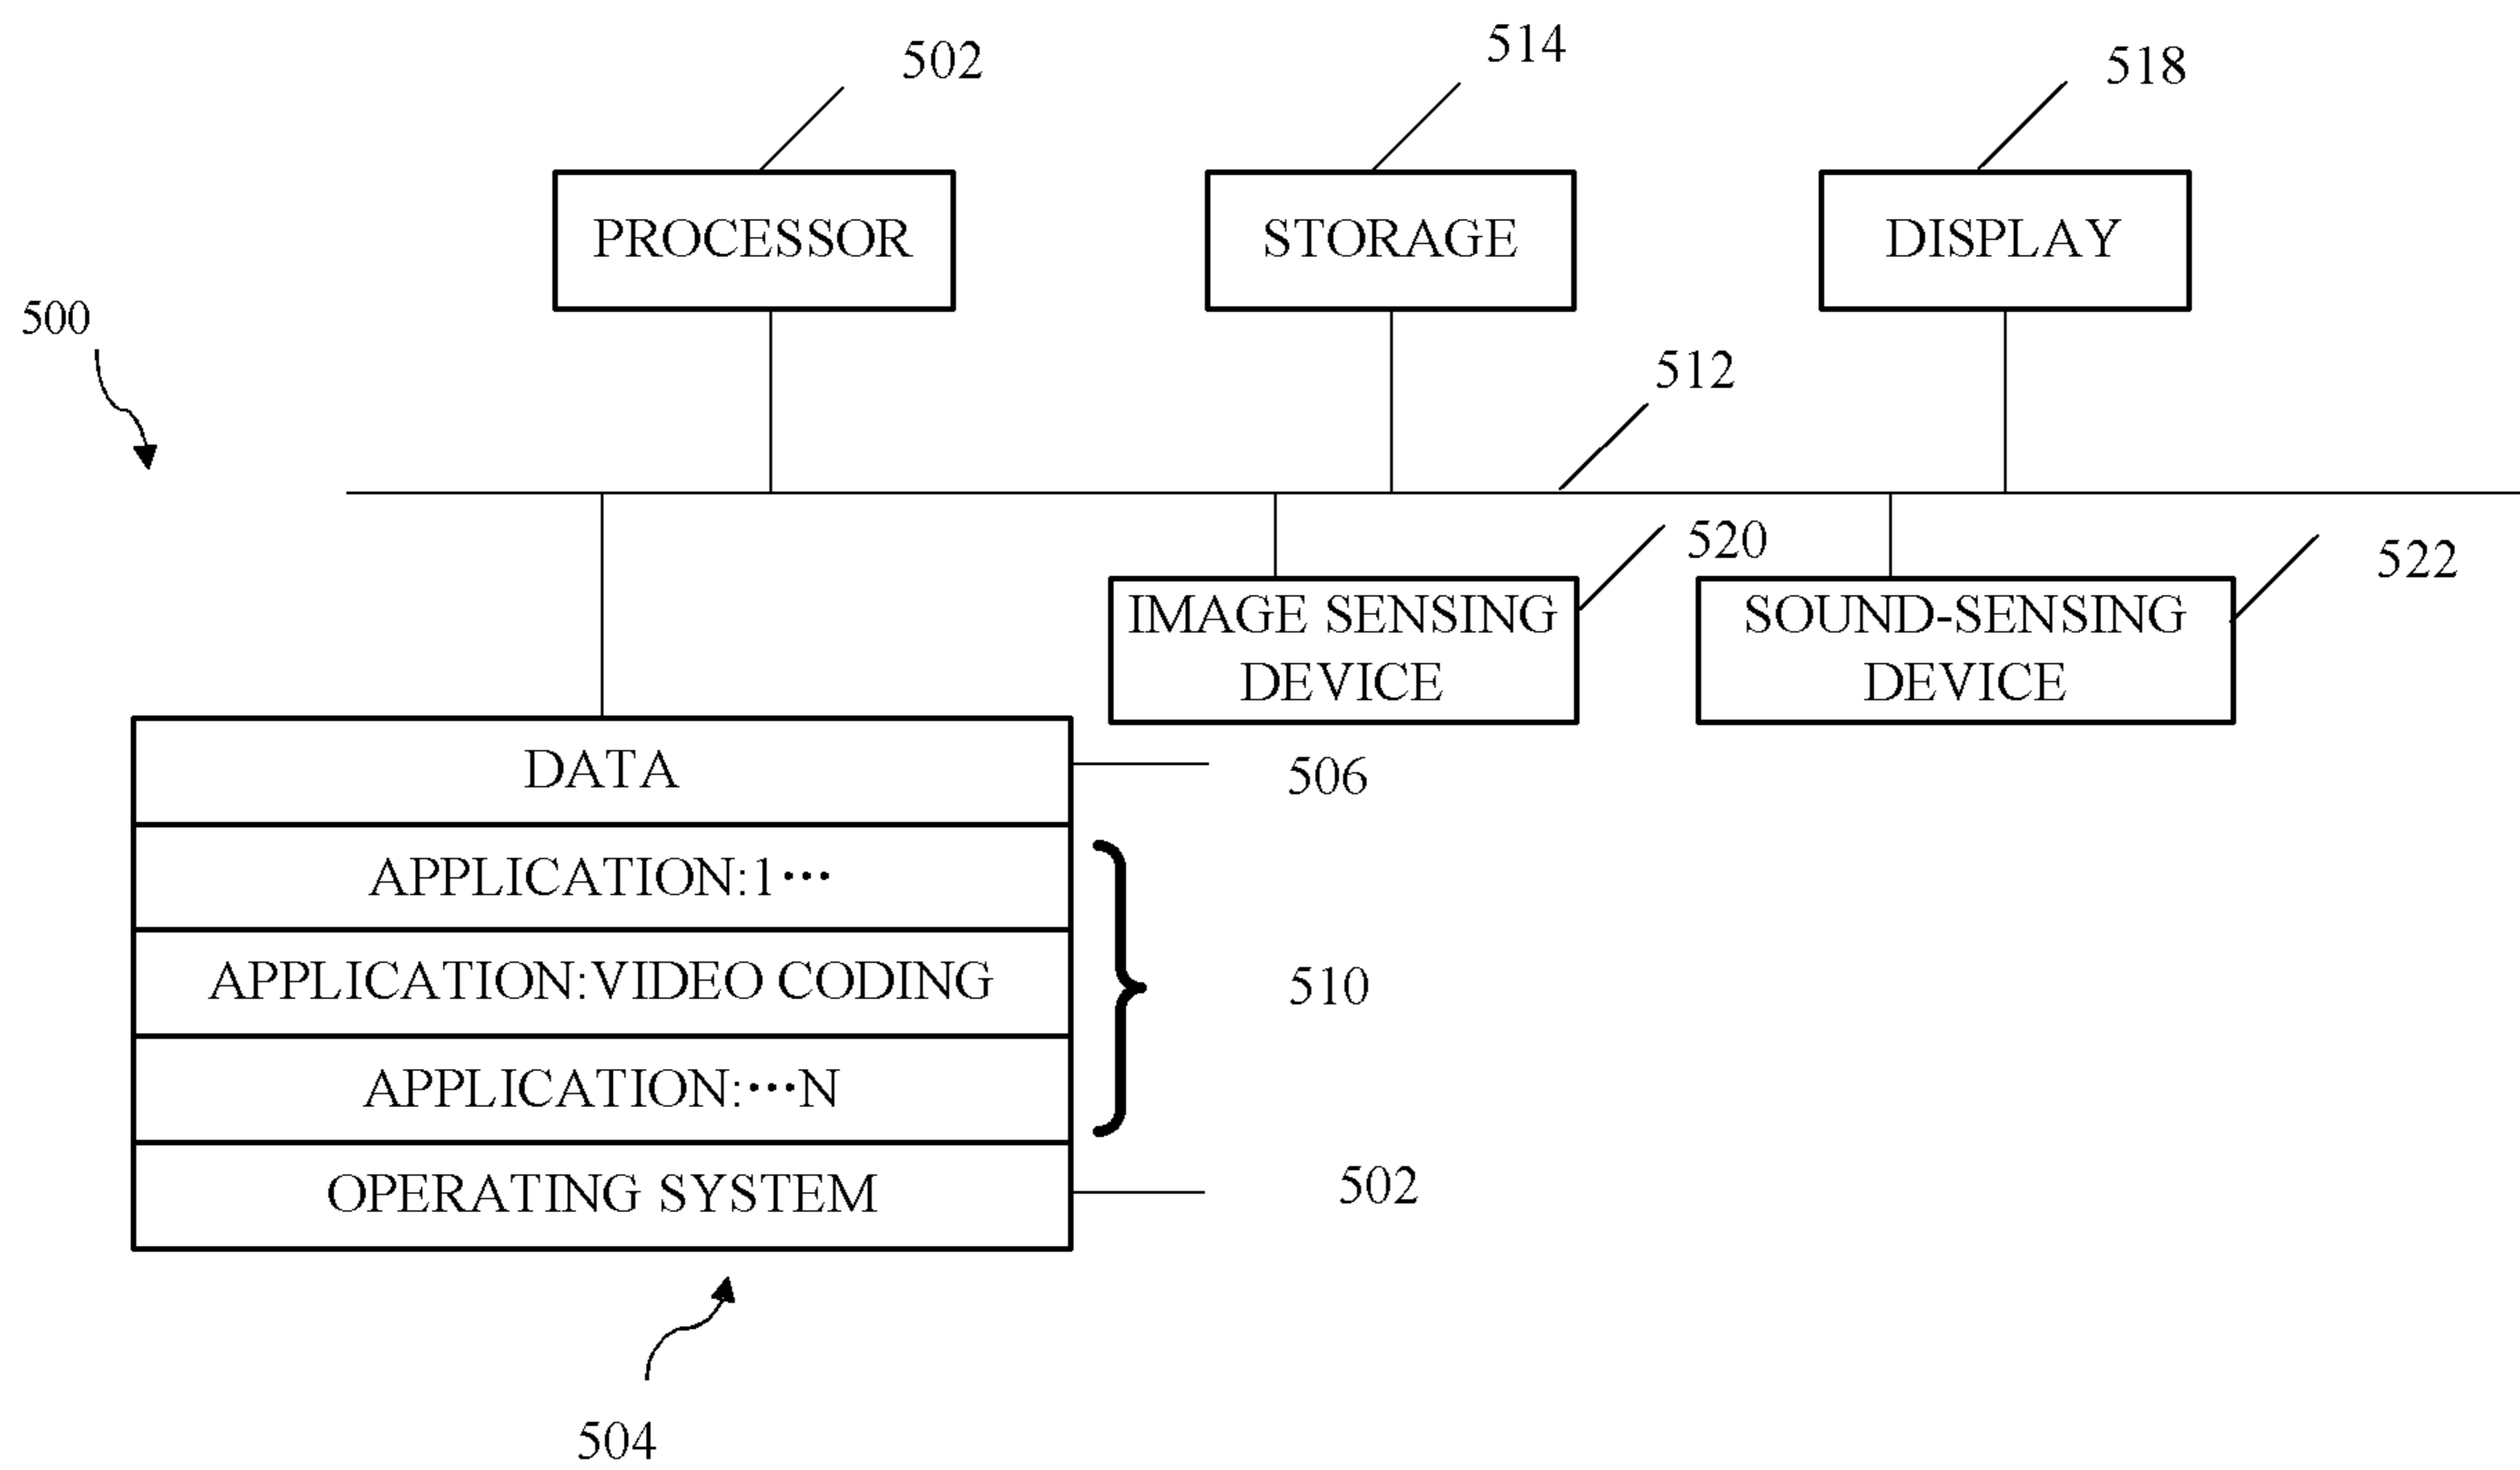 502
514
518
PROCESSOR
STORAGE
DISPLAY
500
512
520
522
IMAGE SENSING
DEVICE
SOUND-SENSING
DEVICE
DATA
506
APPLICATION:1···
APPLICATION:VIDEO CODING
510
APPLICATION:···N
OPERATING SYSTEM
502
504